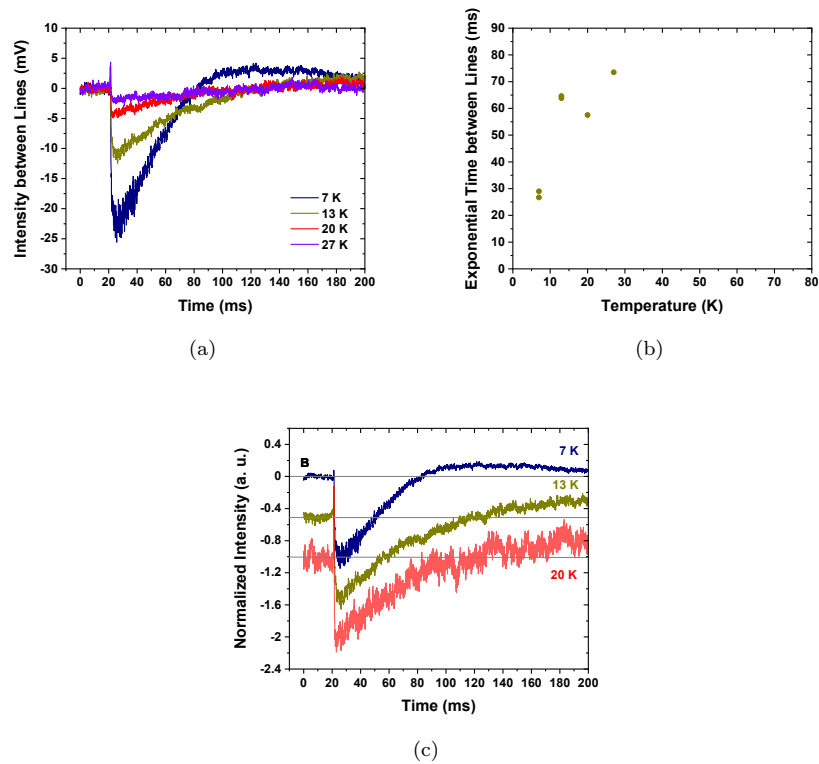 10
5
0
-5
-10
-15
-20
-25
-30
Intensity between Lines (mV)
7 K
13 K
20 K
27 K
0 20 40 60 80 100 120 140 160 180 200
Time (ms)
(a)
90
80
70
60
50
40
30
20
10
0
Exponential Time between Lines (ms)
0 10 20 30 40 50 60 70 80
Temperature (K)
(b)
0.4
0
-0.4
-0.8
-1.2
-1.6
-2
-2.4
Normalized Intensity (a. u.)
B
7 K
13 K
20 K
0 20 40 60 80 100 120 140 160 180 200
Time (ms)
(c)